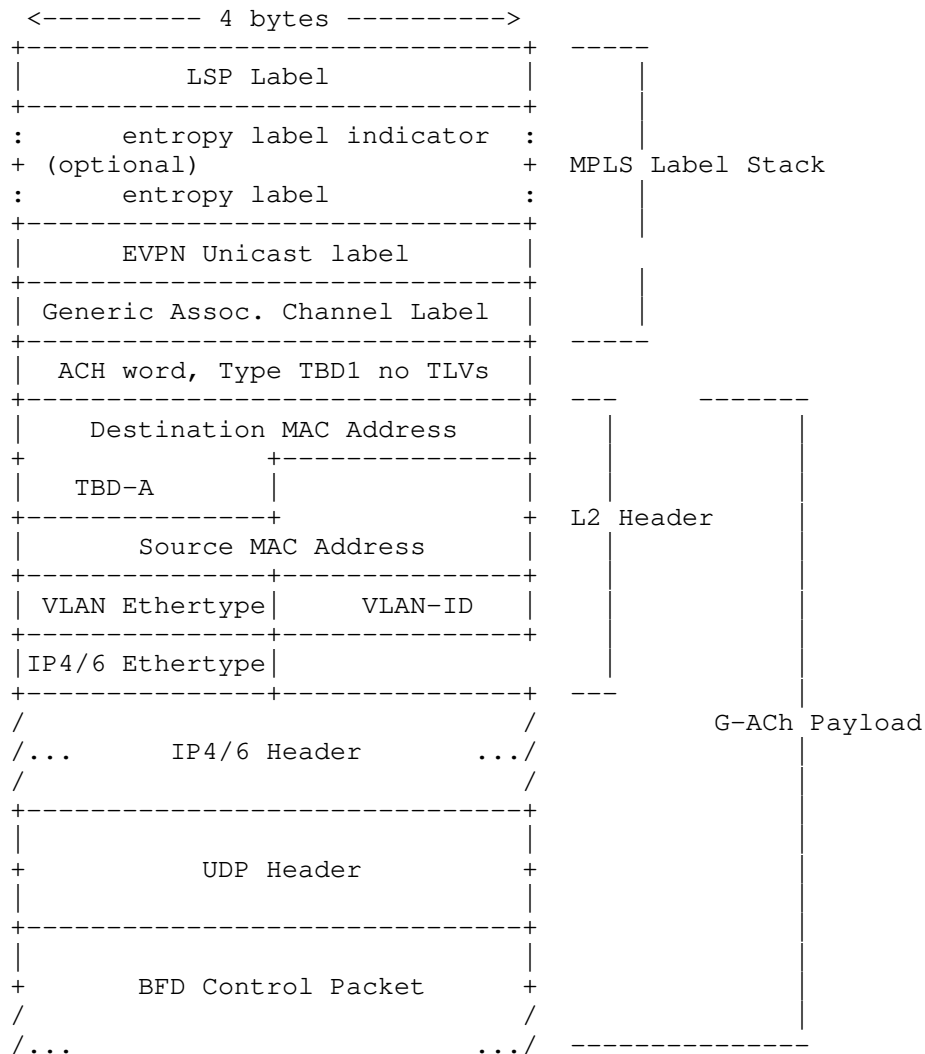 <---------- 4 bytes ---------->
LSP Label
entropy label indicator
(optional) MPLS Label Stack
entropy label
EVPN Unicast label
Generic Assoc. Channel Label
ACH word, Type TBD1 no TLVs
Destination MAC Address
TBD-A
L2 Header
Source MAC Address
VLAN Ethertype VLAN-ID
IP4/6 Ethertype
G-ACh Payload
/... IP4/6 Header .../
UDP Header
BFD Control Packet
/... .../